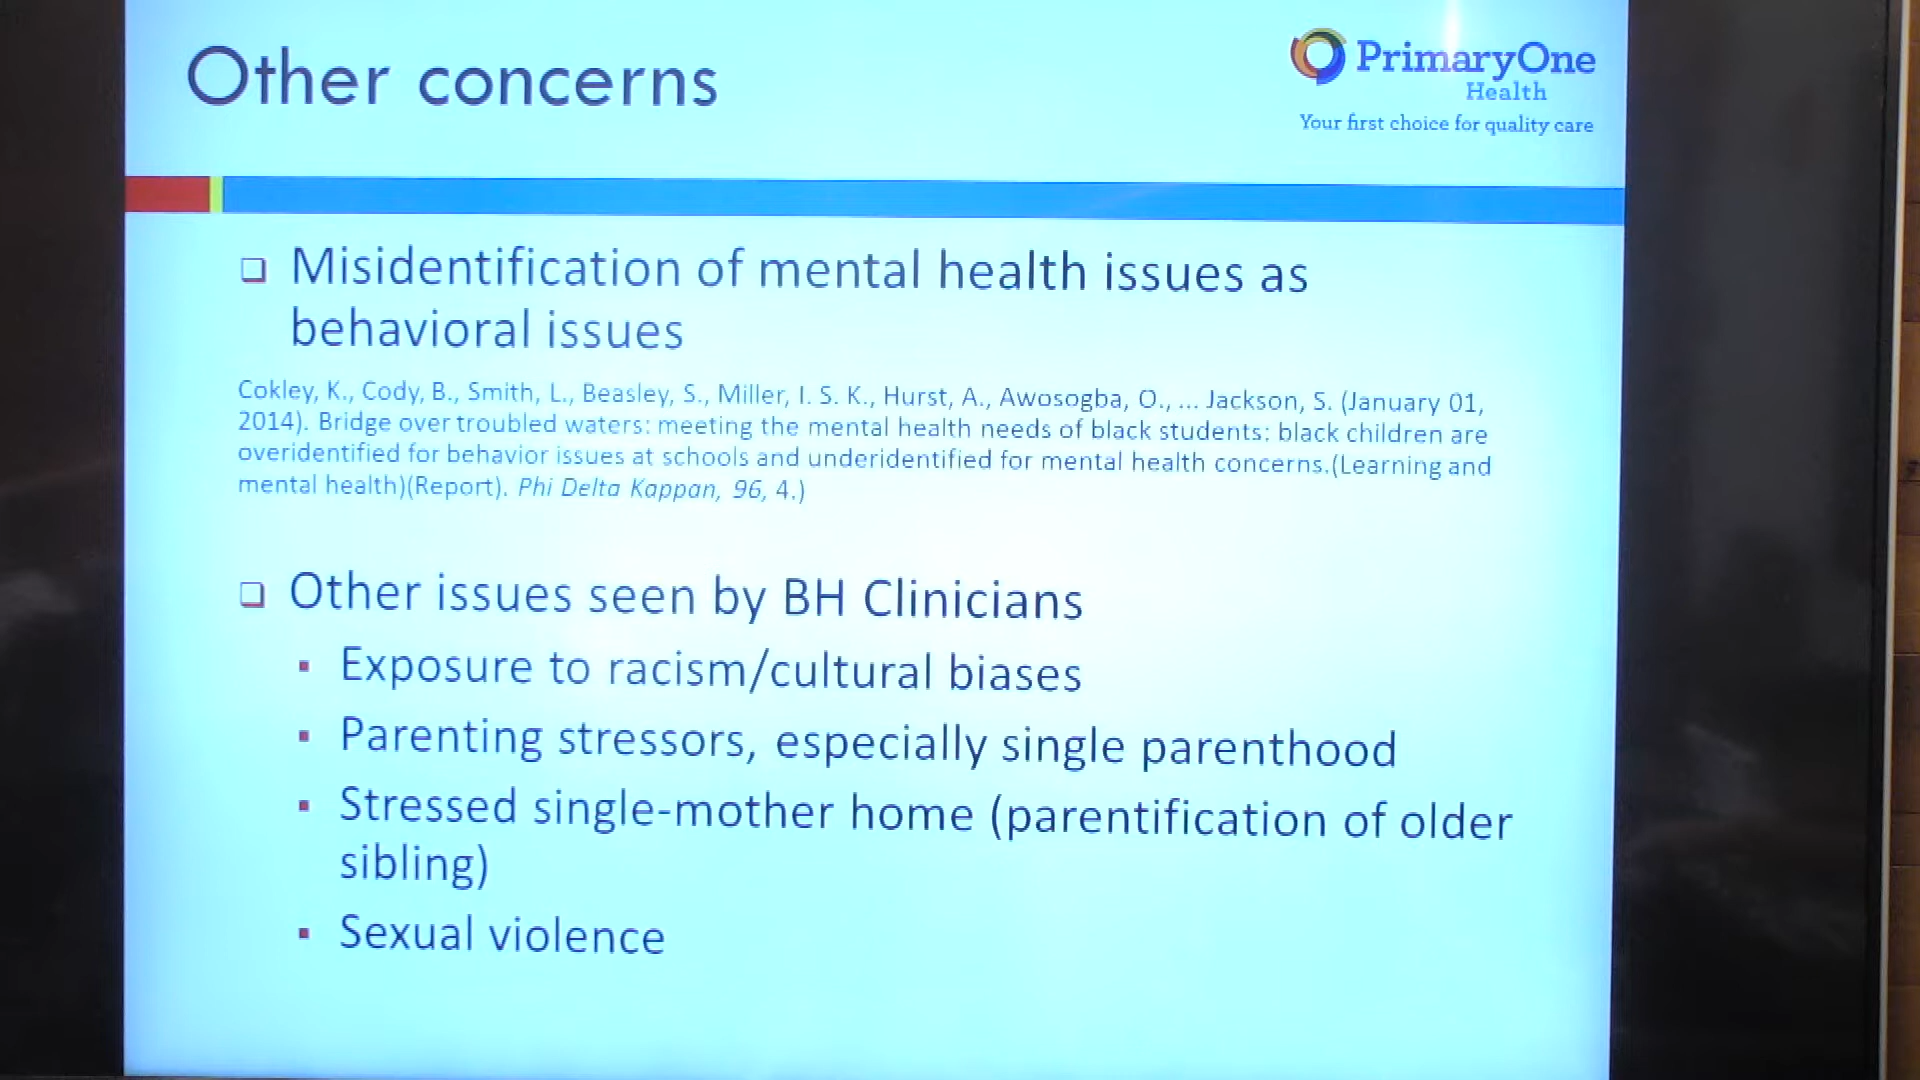 Other concerns
PrimaryOne
Health
Your first choice for quality care
❑ Misidentification of mental health issues as
behavioral issues
Cokley, K., Cody, B., Smith, L., Beasley, S., Miller, I. S. K., Hurst, A., Awosogba, O., ... Jackson, S. (January 01,
2014). Bridge over troubled waters: meeting the mental health needs of black students: black children are
overidentified for behavior issues at schools and underidentified for mental health concerns.(Learning and
mental health)(Report). Phi Delta Kappan, 96, 4.)
❑ Other issues seen by BH Clinicians
▪ Exposure to racism/cultural biases
▪ Parenting stressors, especially single parenthood
▪ Stressed single-mother home (parentification of older
sibling)
▪ Sexual violence